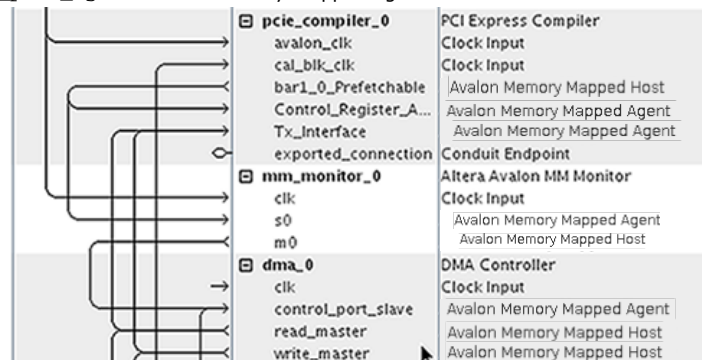 pcie_compiler_0 PCI Express Compiler
avalon_clk Clock Input
cal_blk_clk Clock Input
bar1_0_Prefetchable Avalon Memory Mapped Host
Control_Register_A... Avalon Memory Mapped Agent
Tx_Interface Avalon Memory Mapped Agent
exported_connection Conduit Endpoint
mm_monitor_0 Altera Avalon MM Monitor
clk Clock Input
s0 Avalon Memory Mapped Agent
m0 Avalon Memory Mapped Host
dma_0 DMA Controller
clk Clock Input
control_port_slave Avalon Memory Mapped Agent
read_master Avalon Memory Mapped Host
write_master Avalon Memory Mapped Host